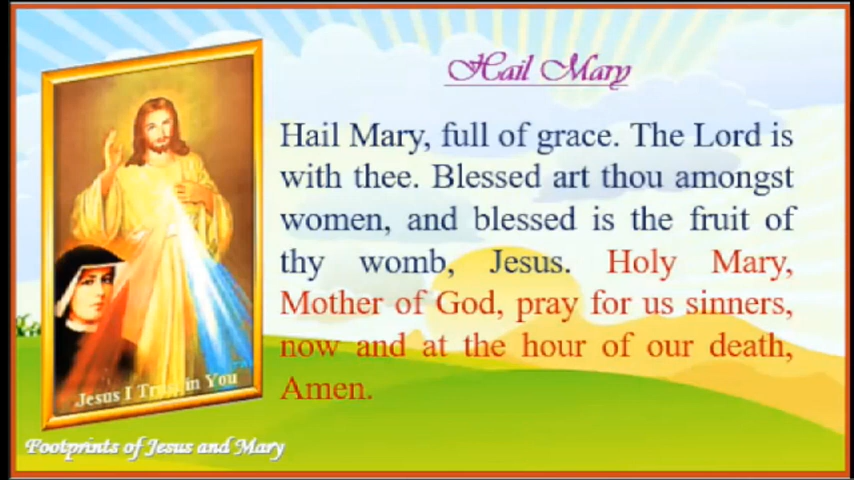 Hail Mary
Hail Mary, full of grace. The Lord is
with thee. Blessed art thou amongst
women, and blessed is the fruit of
thy womb, Jesus. Holy Mary,
Mother of God, pray for us sinners,
now and at the hour of our death,
Amen.
Jesus I Trust in You
Footprints of Jesus and Mary